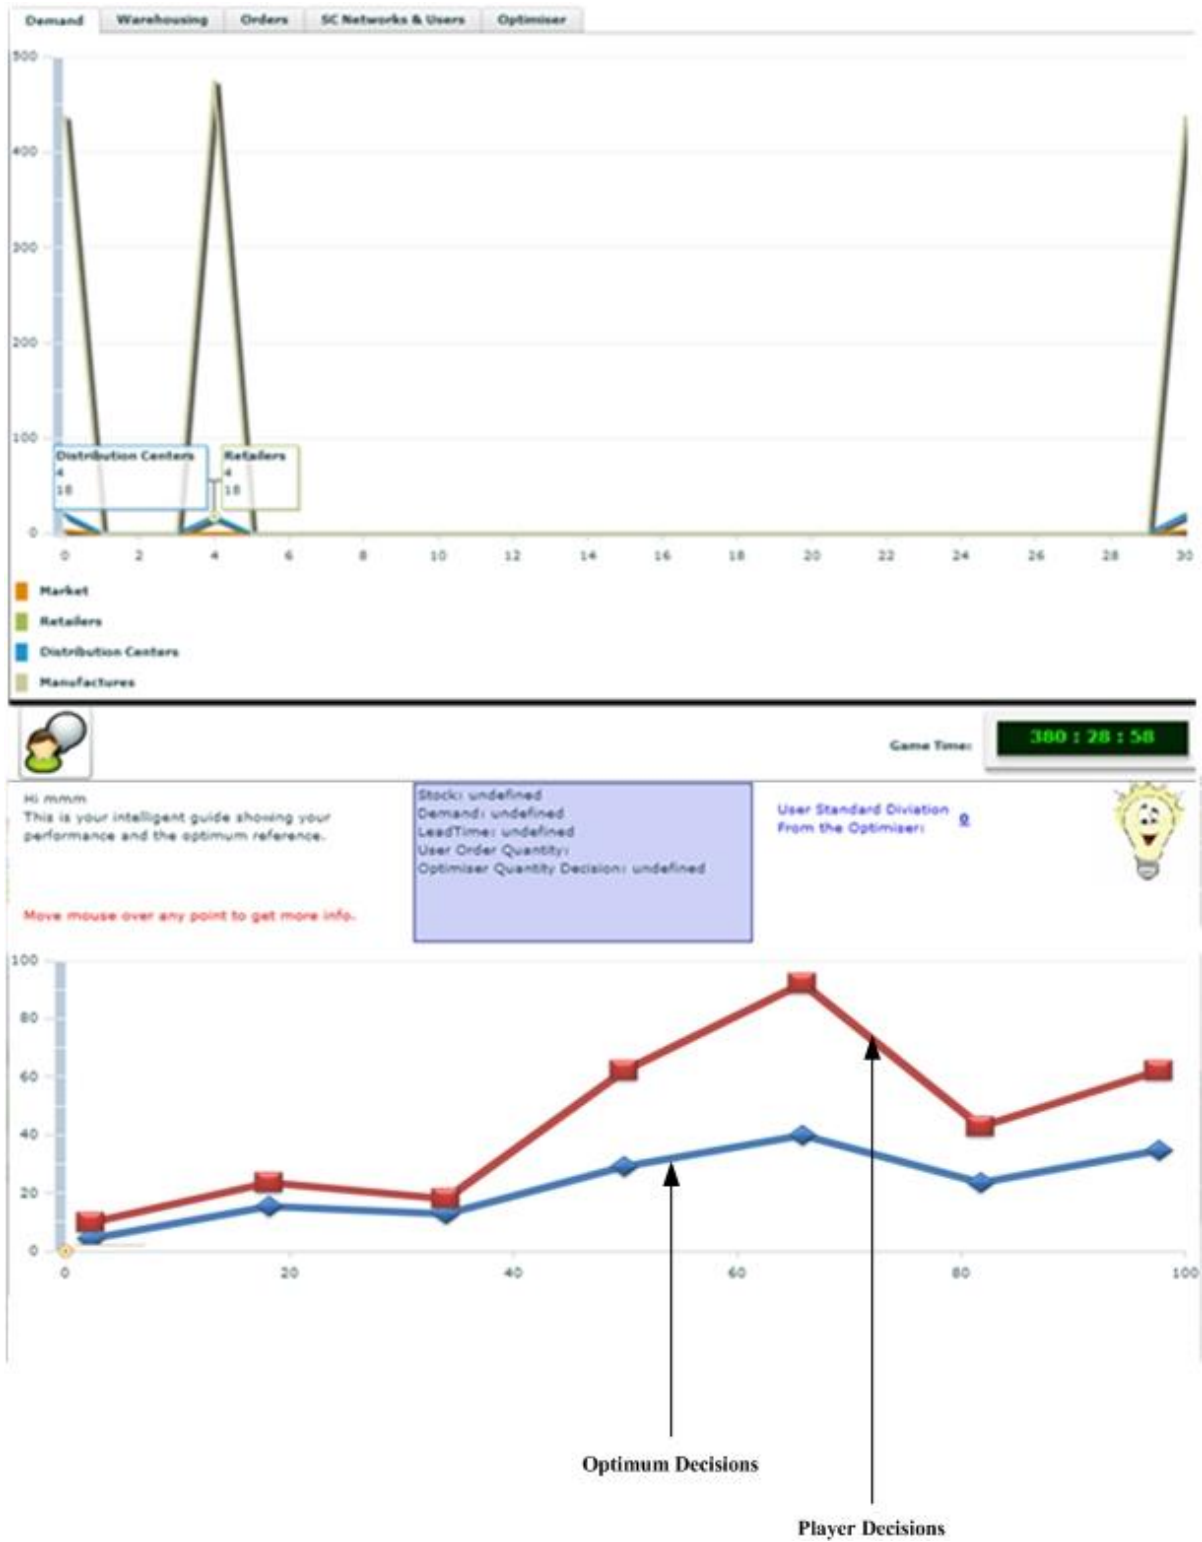 Demand Warehousing Orders SC Networks & Users Optimiser
500
400
300
200
100
0
Distribution Centers
4
18
Retailers
4
18
0 2 4 6 8 10 12 14 16 18 20 22 24 26 28 30
Market
Retailers
Distribution Centers
Manufactures
Game Time: 380 : 28 : 58
Hi mmm
This is your intelligent guide showing your
performance and the optimum reference.
Move mouse over any point to get more info.
Stock: undefined
Demand: undefined
LeadTime: undefined
User Order Quantity:
Optimiser Quantity Decision: undefined
User Standard Diviation
From the Optimiser: 0
100
80
60
40
20
0
0 20 40 60 80 100
Optimum Decisions
Player Decisions